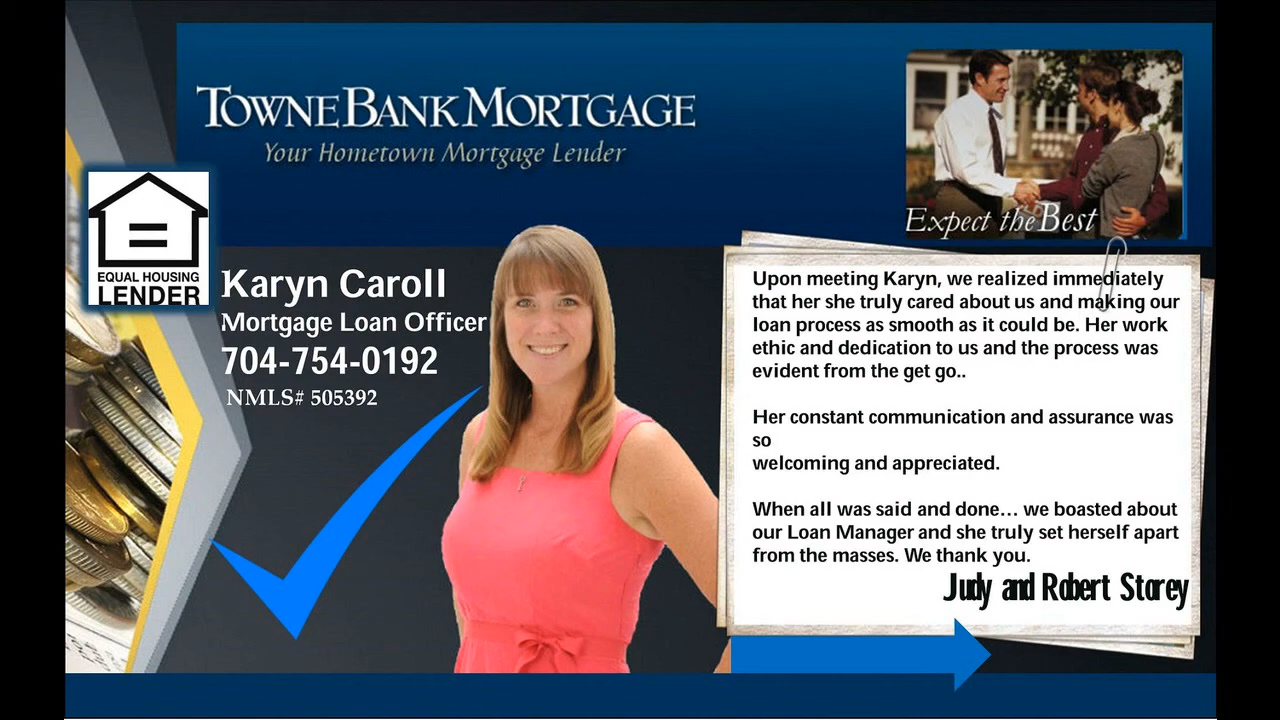 TOWNEBANK MORTGAGE
Your Hometown Mortgage Lender
Expect the Best
EQUAL HOUSING
LENDER
Karyn Caroll
Mortgage Loan Officer
704-754-0192
NMLS# 505392
Upon meeting Karyn, we realized immediately
that her she truly cared about us and making our
loan process as smooth as it could be. Her work
ethic and dedication to us and the process was
evident from the get go..
Her constant communication and assurance was
so
welcoming and appreciated.
When all was said and done... we boasted about
our Loan Manager and she truly set herself apart
from the masses. We thank you.
Judy and Robert Storey